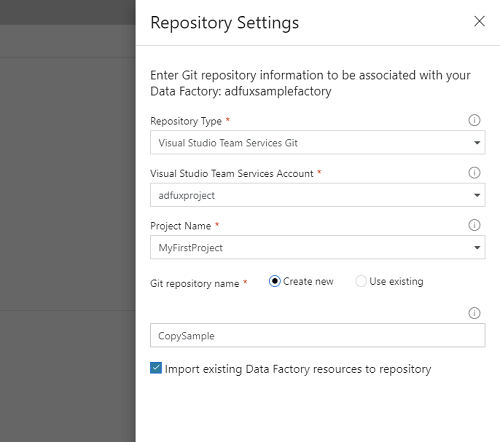 Repository Settings
Enter Git repository information to be associated with your
Data Factory: adfuxsamplefactory
Repository Type *
Visual Studio Team Services Git
Visual Studio Team Services Account *
adfuxproject
Project Name *
MyFirstProject
Git repository name * Create new Use existing
CopySample
Import existing Data Factory resources to repository